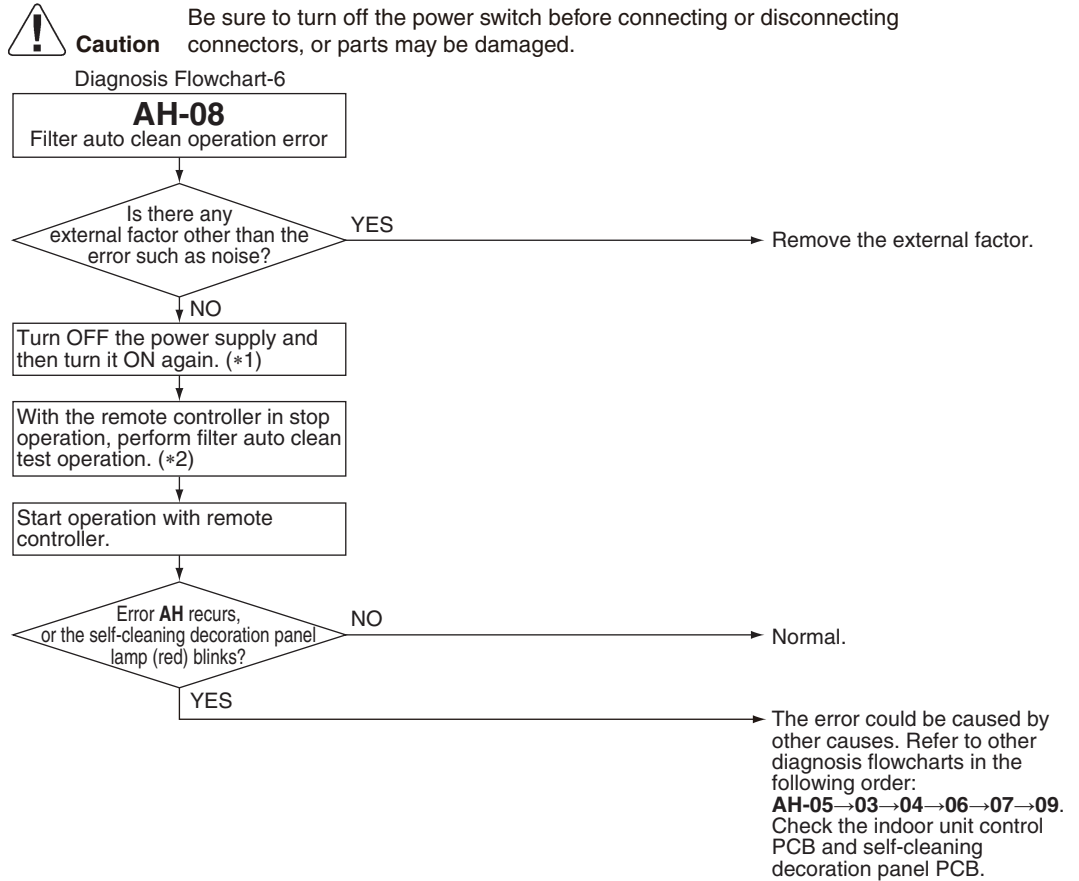 Be sure to turn off the power switch before connecting or disconnecting
Caution connectors, or parts may be damaged.
Diagnosis Flowchart-6
AH-08
Filter auto clean operation error
Is there any
external factor other than the
error such as noise?
YES
Remove the external factor.
NO
Turn OFF the power supply and
then turn it ON again. (*1)
With the remote controller in stop
operation, perform filter auto clean
test operation. (*2)
Start operation with remote
controller.
Error AH recurs,
or the self-cleaning decoration panel
lamp (red) blinks?
NO
Normal.
YES
The error could be caused by
other causes. Refer to other
diagnosis flowcharts in the
following order:
AH-05→03→04→06→07→09.
Check the indoor unit control
PCB and self-cleaning
decoration panel PCB.